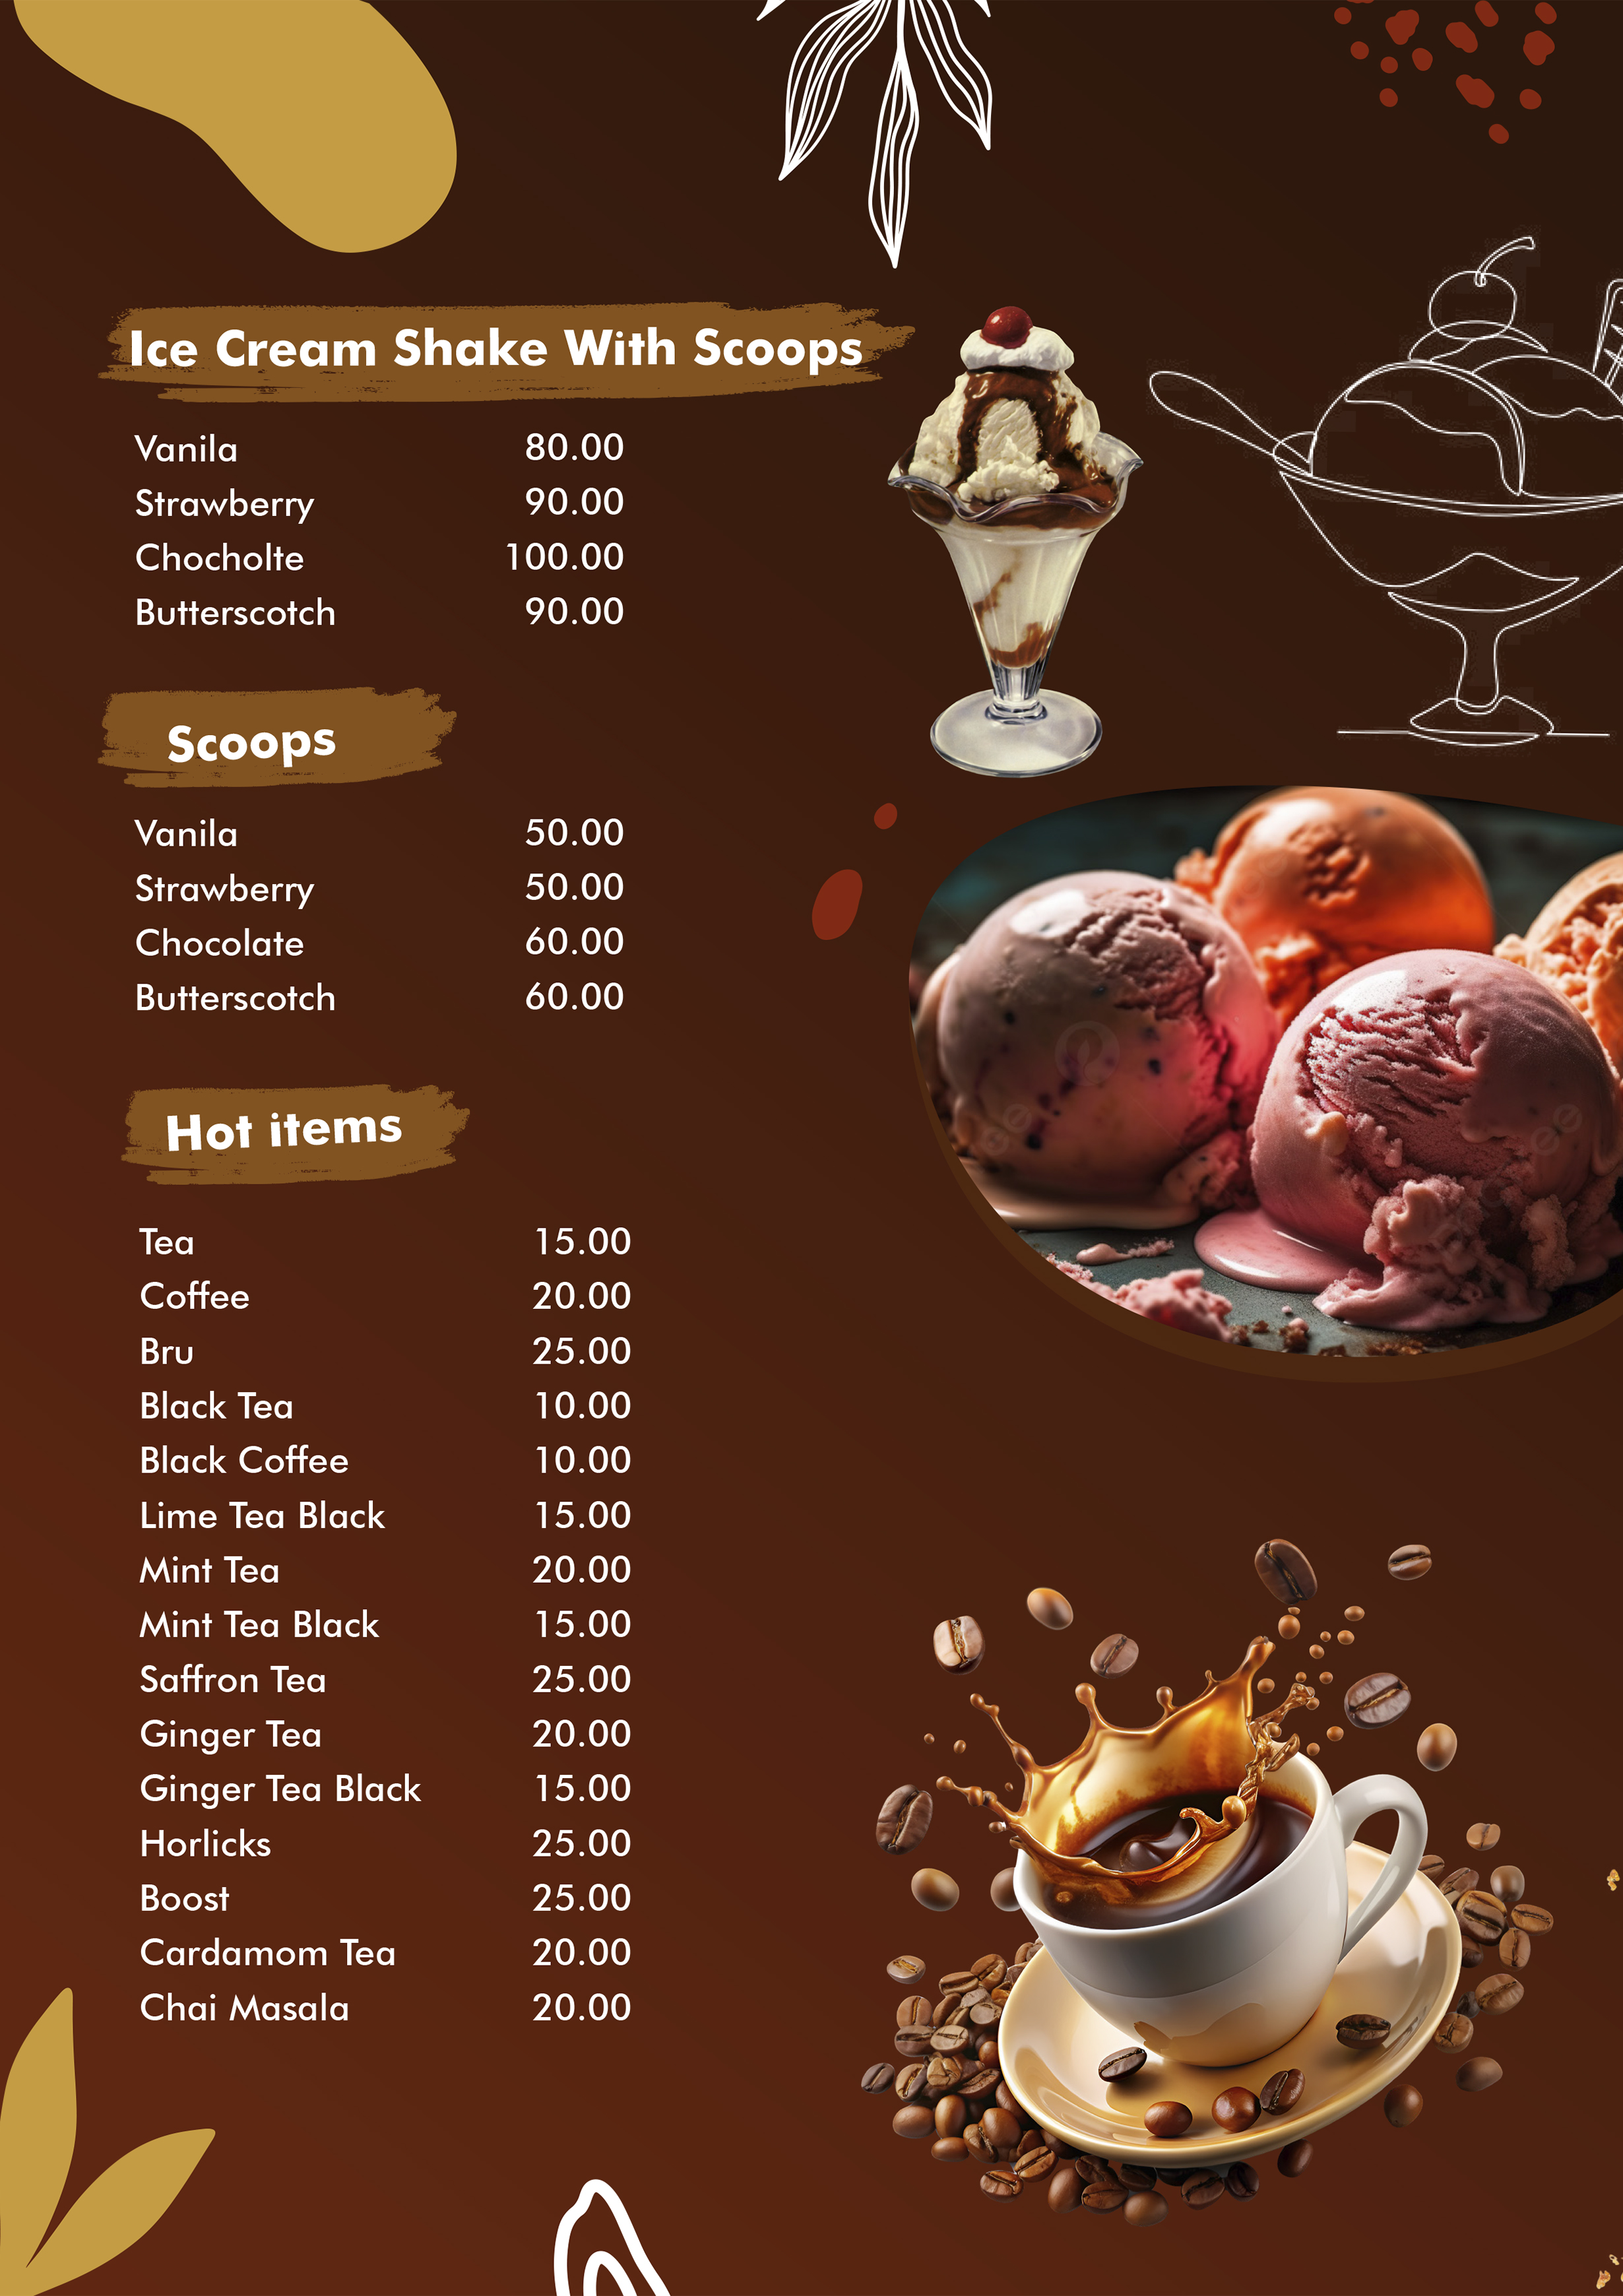 Ice Cream Shake With Scoops
Vanila 80.00
Strawberry 90.00
Chocholte 100.00
Butterscotch 90.00
Scoops
Vanila 50.00
Strawberry 50.00
Chocolate 60.00
Butterscotch 60.00
Hot items
Tea 15.00
Coffee 20.00
Bru 25.00
Black Tea 10.00
Black Coffee 10.00
Lime Tea Black 15.00
Mint Tea 20.00
Mint Tea Black 15.00
Saffron Tea 25.00
Ginger Tea 20.00
Ginger Tea Black 15.00
Horlicks 25.00
Boost 25.00
Cardamom Tea 20.00
Chai Masala 20.00